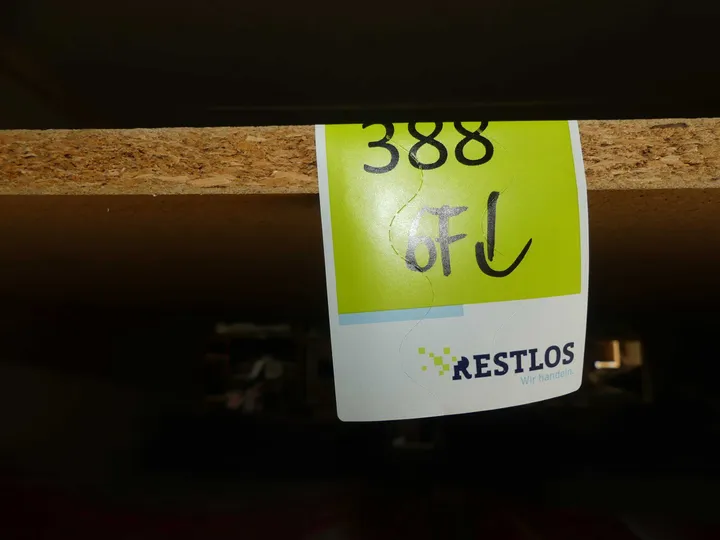 388
6Fl
RESTLOS
Wir handeln.